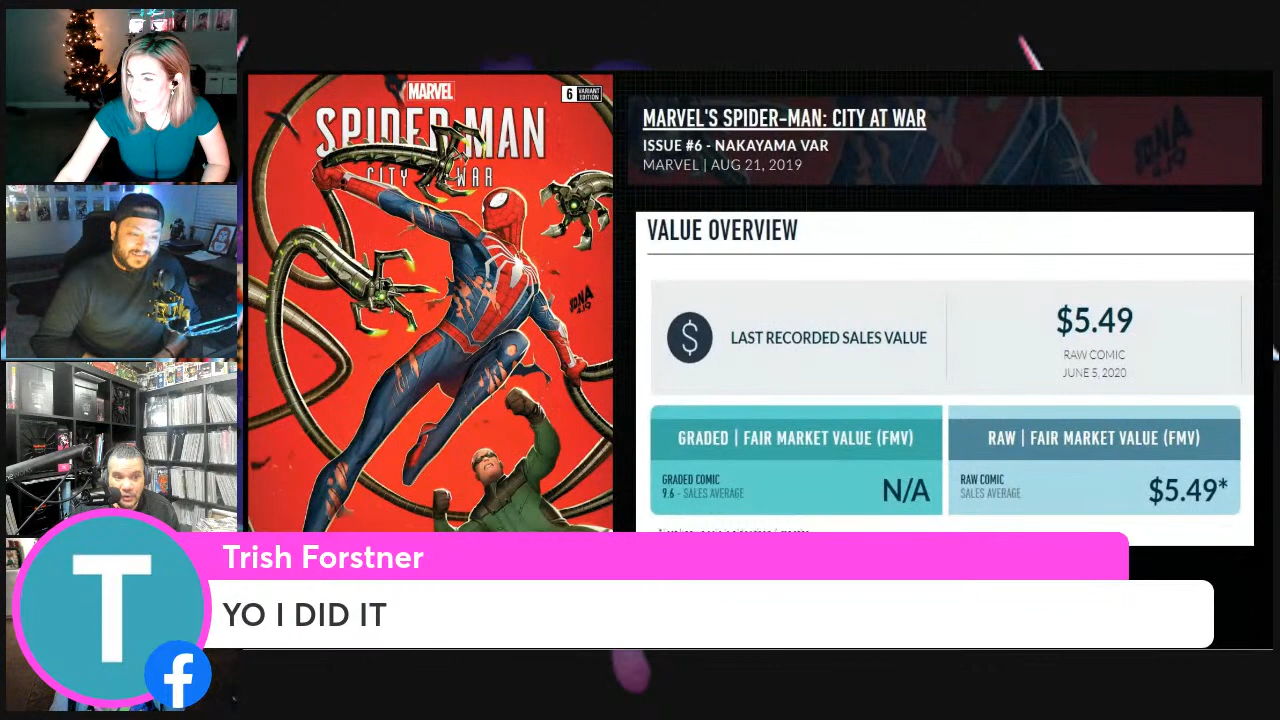 MARVEL
6 VARIANT EDITION
SPIDER-MAN
CITY WAR
BONA
2.19
MARVEL'S SPIDER-MAN: CITY AT WAR
ISSUE #6 - NAKAYAMA VAR
MARVEL | AUG 21, 2019
VALUE OVERVIEW
$ LAST RECORDED SALES VALUE
$5.49
RAW COMIC
JUNE 5, 2020
GRADED | FAIR MARKET VALUE (FMV)
GRADED COMIC
9.6 - SALES AVERAGE
N/A
RAW | FAIR MARKET VALUE (FMV)
RAW COMIC
SALES AVERAGE
$5.49*
T
f
Trish Forstner
YO I DID IT